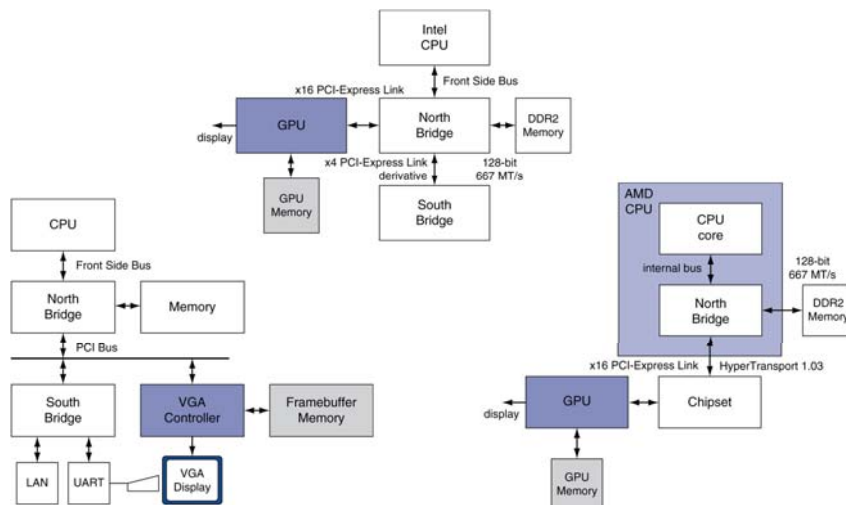 Intel
CPU
Front Side Bus
x16 PCI-Express Link
GPU
North
Bridge
DDR2
Memory
display
x4 PCI-Express Link
derivative
128-bit
667 MT/s
GPU
Memory
South
Bridge
CPU
Front Side Bus
North
Bridge
Memory
PCI Bus
South
Bridge
VGA
Controller
Framebuffer
Memory
LAN
UART
VGA
Display
AMD
CPU
CPU
core
internal bus
128-bit
667 MT/s
North
Bridge
DDR2
Memory
x16 PCI-Express Link
HyperTransport 1.03
display
GPU
Chipset
GPU
Memory